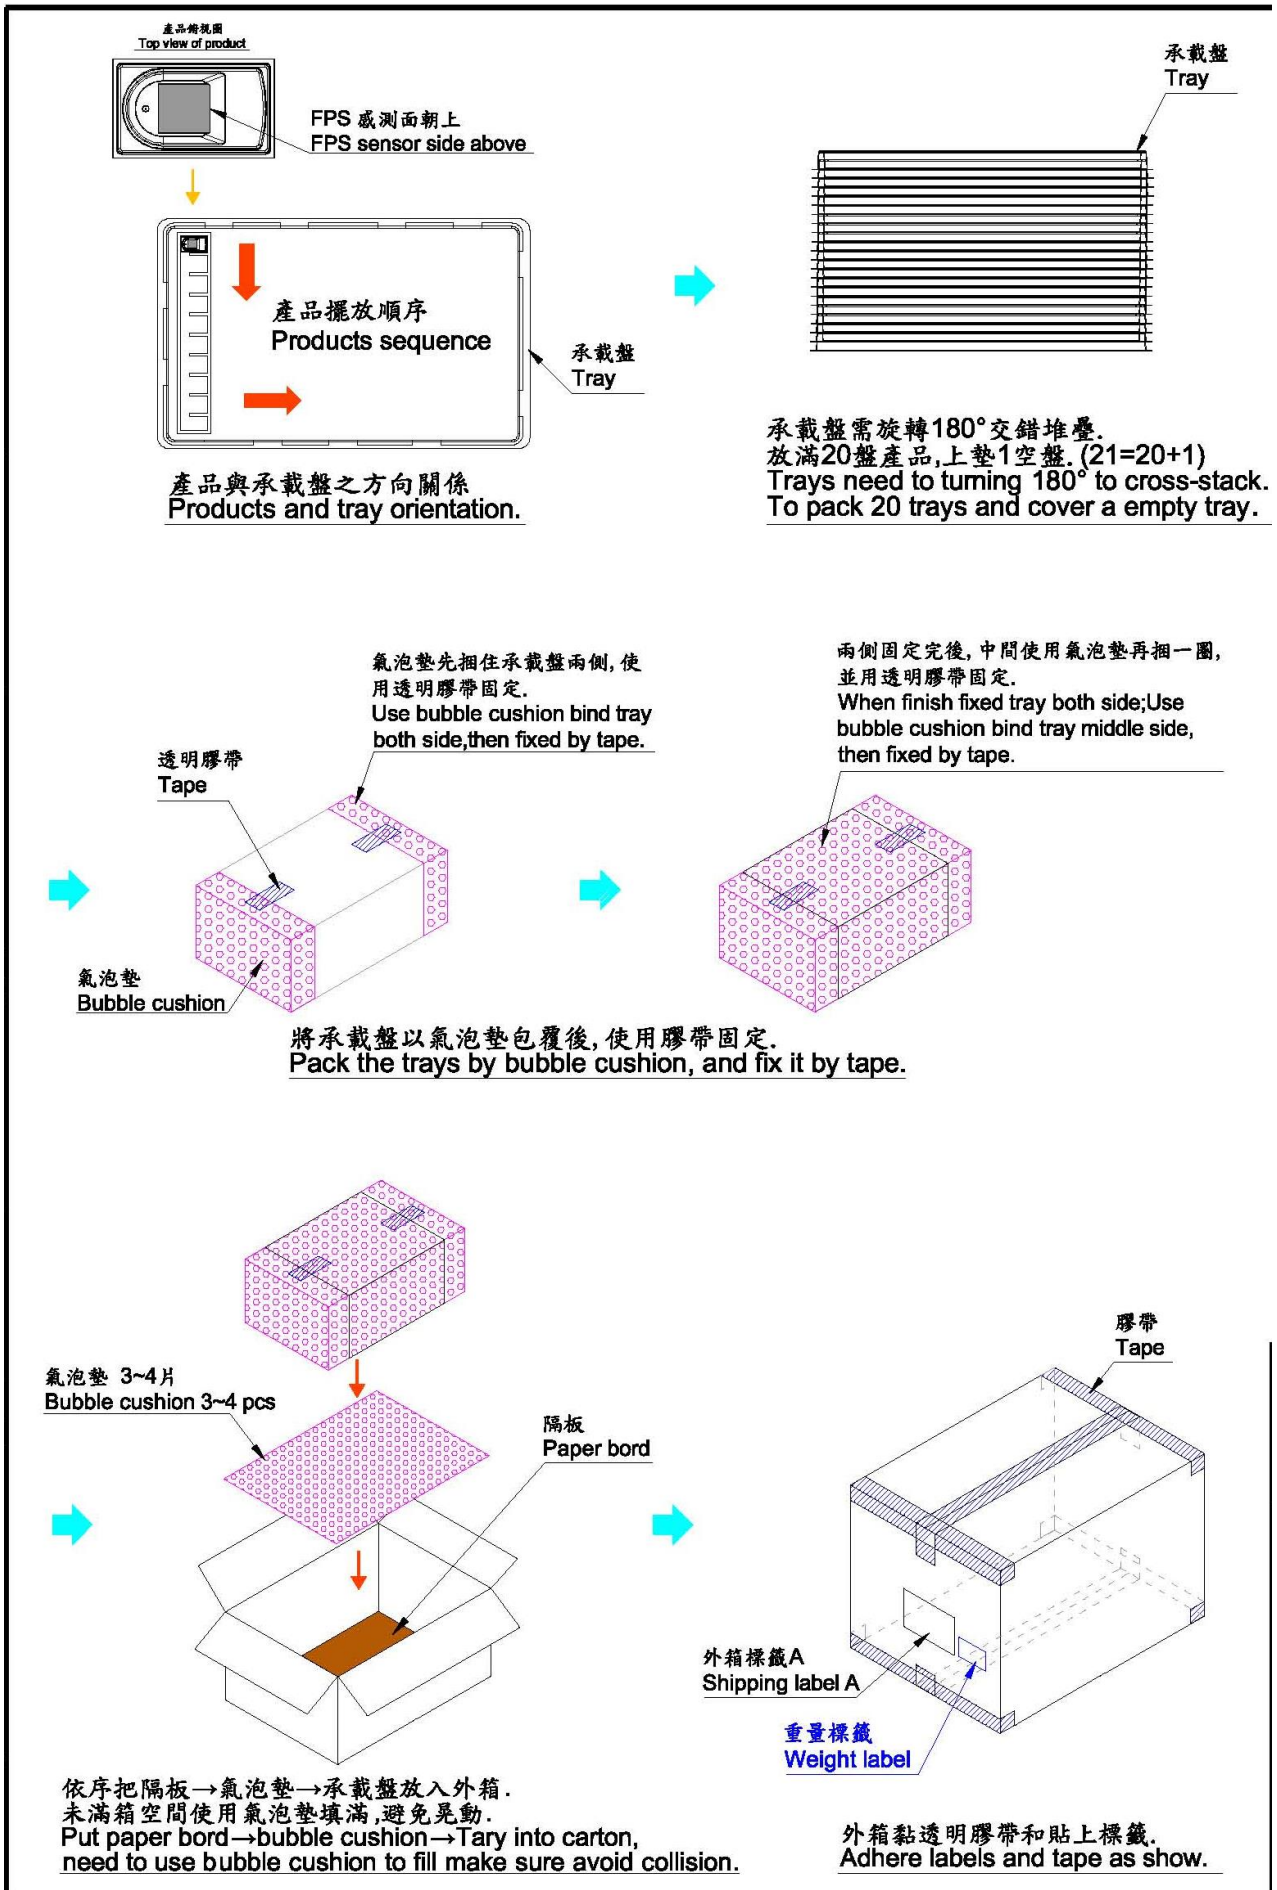 產品俯視圖
Top view of product
FPS 感測面朝上
FPS sensor side above
產品擺放順序
Products sequence
承載盤
Tray
產品與承載盤之方向關係
Products and tray orientation.
承載盤
Tray
承載盤需旋轉180°交錯堆疊.
放滿20盤產品,上墊1空盤.(21=20+1)
Trays need to turning 180° to cross-stack.
To pack 20 trays and cover a empty tray.
氣泡墊先捆住承載盤兩側, 使
用透明膠帶固定.
Use bubble cushion bind tray
both side,then fixed by tape.
透明膠帶
Tape
氣泡墊
Bubble cushion
兩側固定完後, 中間使用氣泡墊再捆一圈,
並用透明膠帶固定.
When finish fixed tray both side;Use
bubble cushion bind tray middle side,
then fixed by tape.
將承載盤以氣泡墊包覆後, 使用膠帶固定.
Pack the trays by bubble cushion, and fix it by tape.
氣泡墊 3~4片
Bubble cushion 3~4 pcs
隔板
Paper bord
依序把隔板→氣泡墊→承載盤放入外箱.
未滿箱空間使用氣泡墊填滿,避免晃動.
Put paper bord→bubble cushion→Tary into carton,
need to use bubble cushion to fill make sure avoid collision.
膠帶
Tape
外箱標籤A
Shipping label A
重量標籤
Weight label
外箱黏透明膠帶和貼上標籤.
Adhere labels and tape as show.